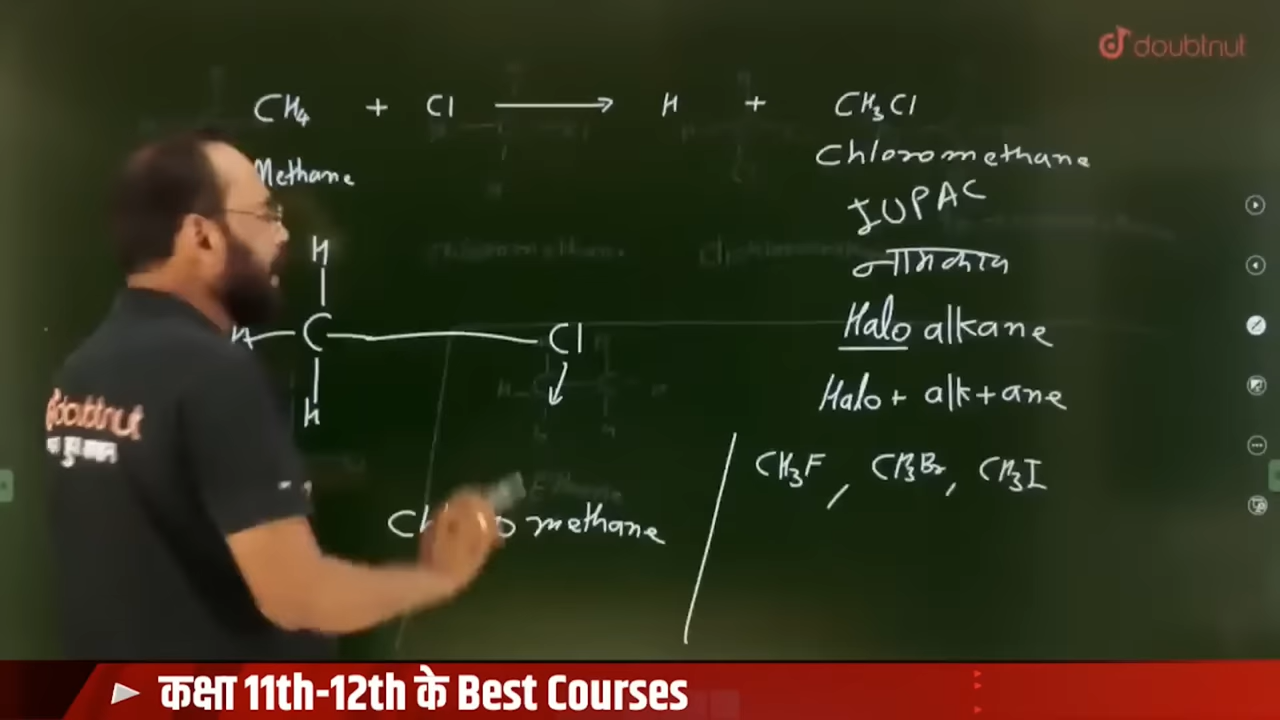 doubtnut
CH4 + Cl ⟶ H + CH3Cl
Methane
Chloromethane
IUPAC
नामकरण
Halo alkane
Halo + alk + ane
H
H – C – Cl
H
CH3F, CH3Br, CH3I
methane
doubtnut
कक्षा 11th-12th के Best Courses